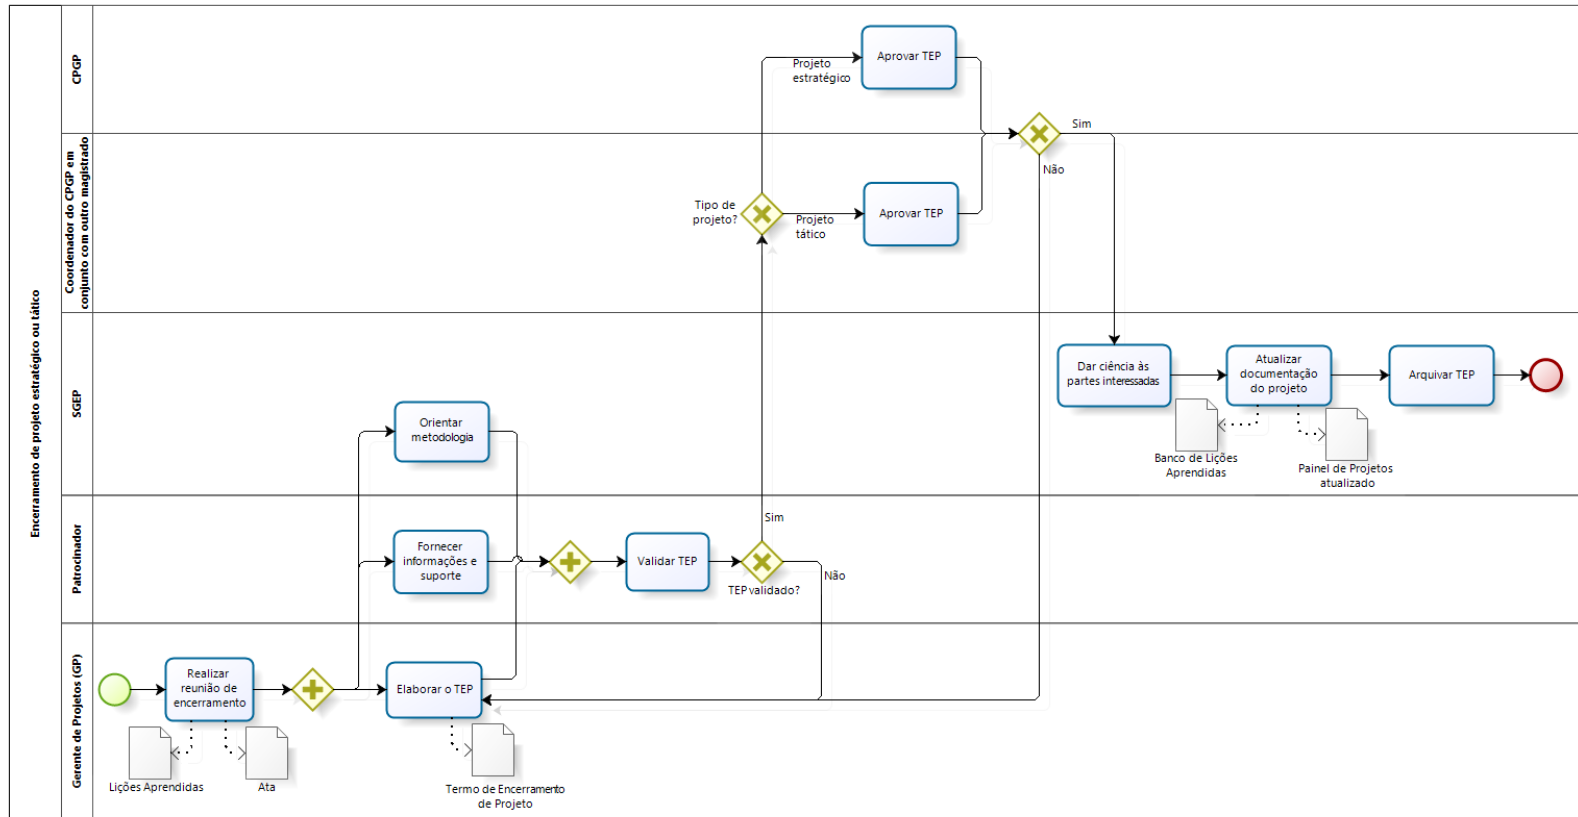 Encerramento de projeto estratégico ou tático
CPGP
Projeto
estratégico
Aprovar TEP
Sim
Não
Coordenador do CPGP em
conjunto com outro magistrado
Tipo de
projeto?
Projeto
tático
Aprovar TEP
SGEP
Dar ciência às
partes interessadas
Atualizar
documentação
do projeto
Arquivar TEP
Banco de Lições
Aprendidas
Painel de Projetos
atualizado
Orientar
metodologia
Patrocinador
Fornecer
informações e
suporte
Validar TEP
Sim
TEP validado?
Não
Gerente de Projetos (GP)
Realizar
reunião de
encerramento
Elaborar o TEP
Lições Aprendidas
Ata
Termo de Encerramento
de Projeto